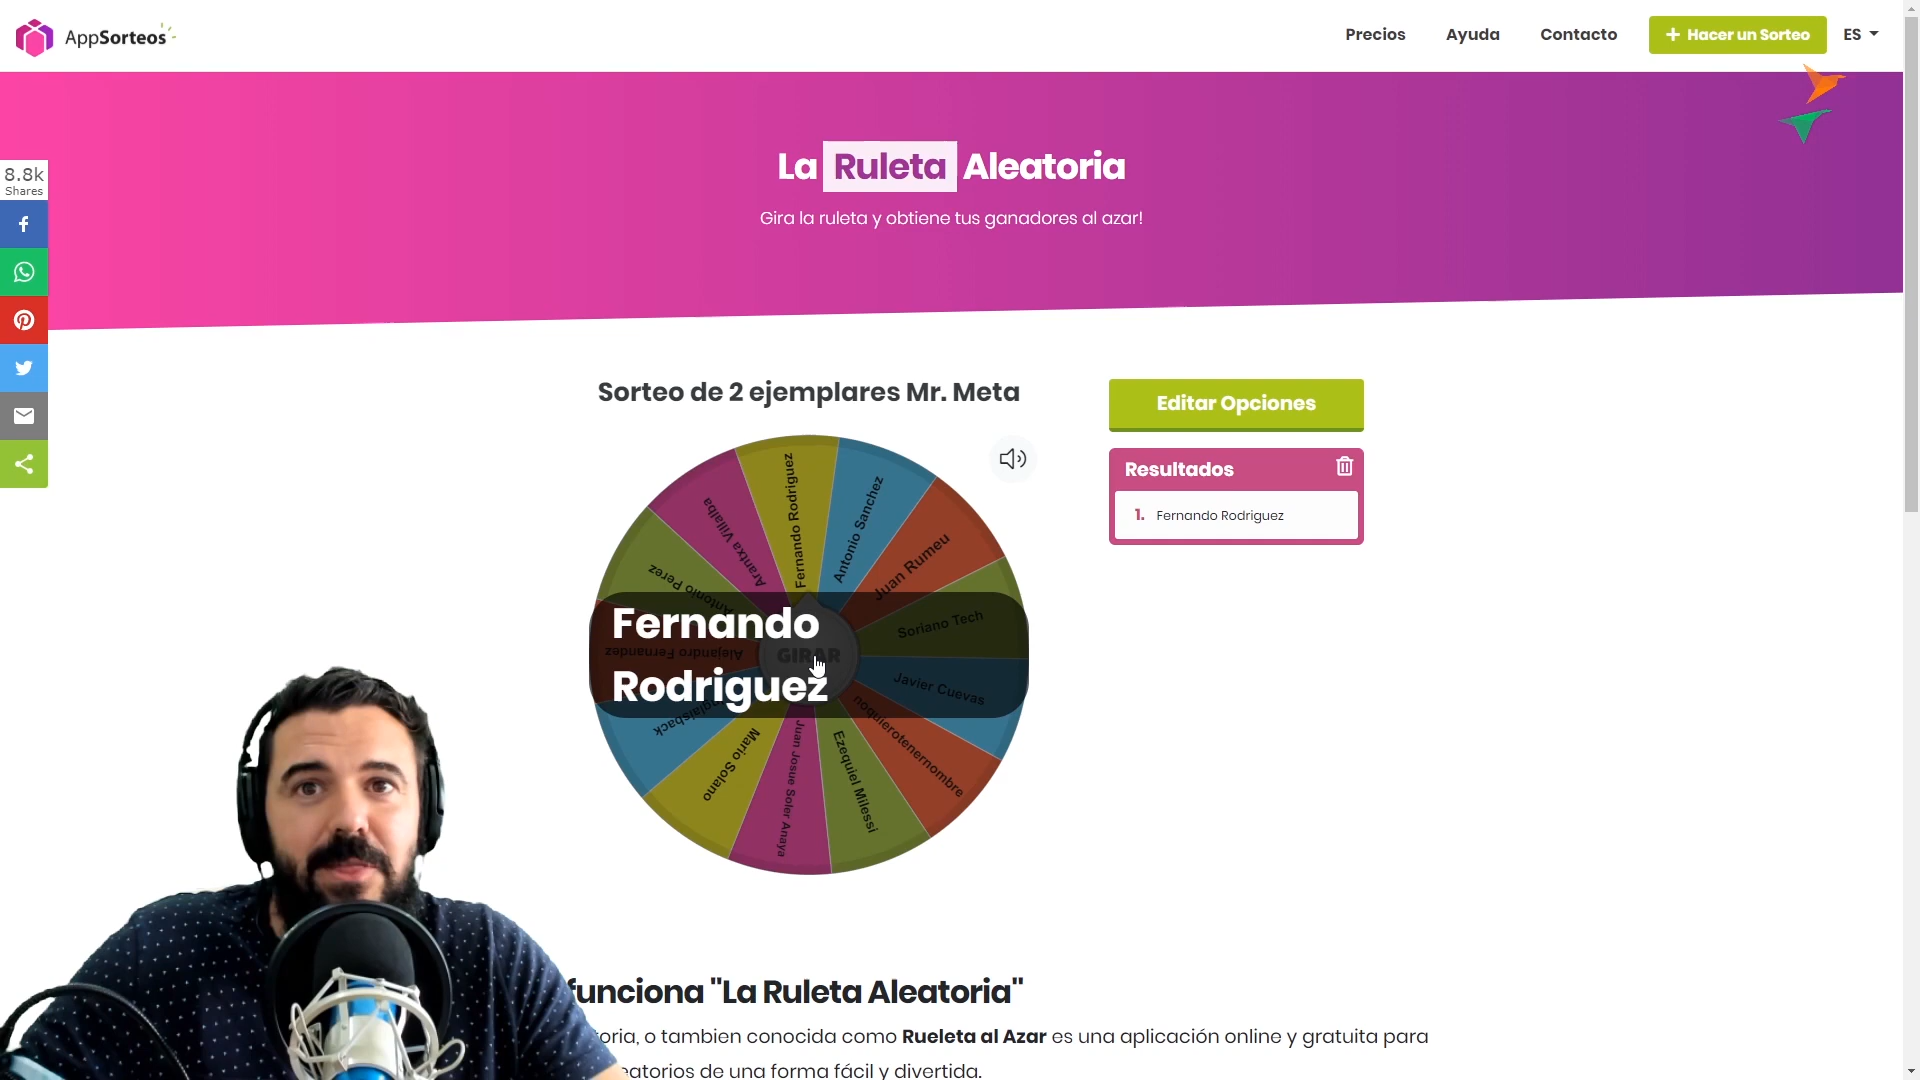 AppSorteos
Precios
Ayuda
Contacto
+ Hacer un Sorteo
ES
La Ruleta Aleatoria
Gira la ruleta y obtiene tus ganadores al azar!
8.8k
Shares
Sorteo de 2 ejemplares Mr. Meta
Editar Opciones
Resultados
1. Fernando Rodriguez
Fernando Rodriguez
Antonio Sanchez
Juan Rumeu
Soriano Tech
Javier Cuevas
noquierotenernombre
Ezequiel Milessi
Juan Josue Soler Anaya
Mario Solano
Alejandro Fernandez
Antonio Perez
Arantxa Villalba
GIRAR
Fernando
Rodriguez
funciona "La Ruleta Aleatoria"
toria, o tambien conocida como Rueleta al Azar es una aplicación online y gratuita para
eatorios de una forma fácil y divertida.